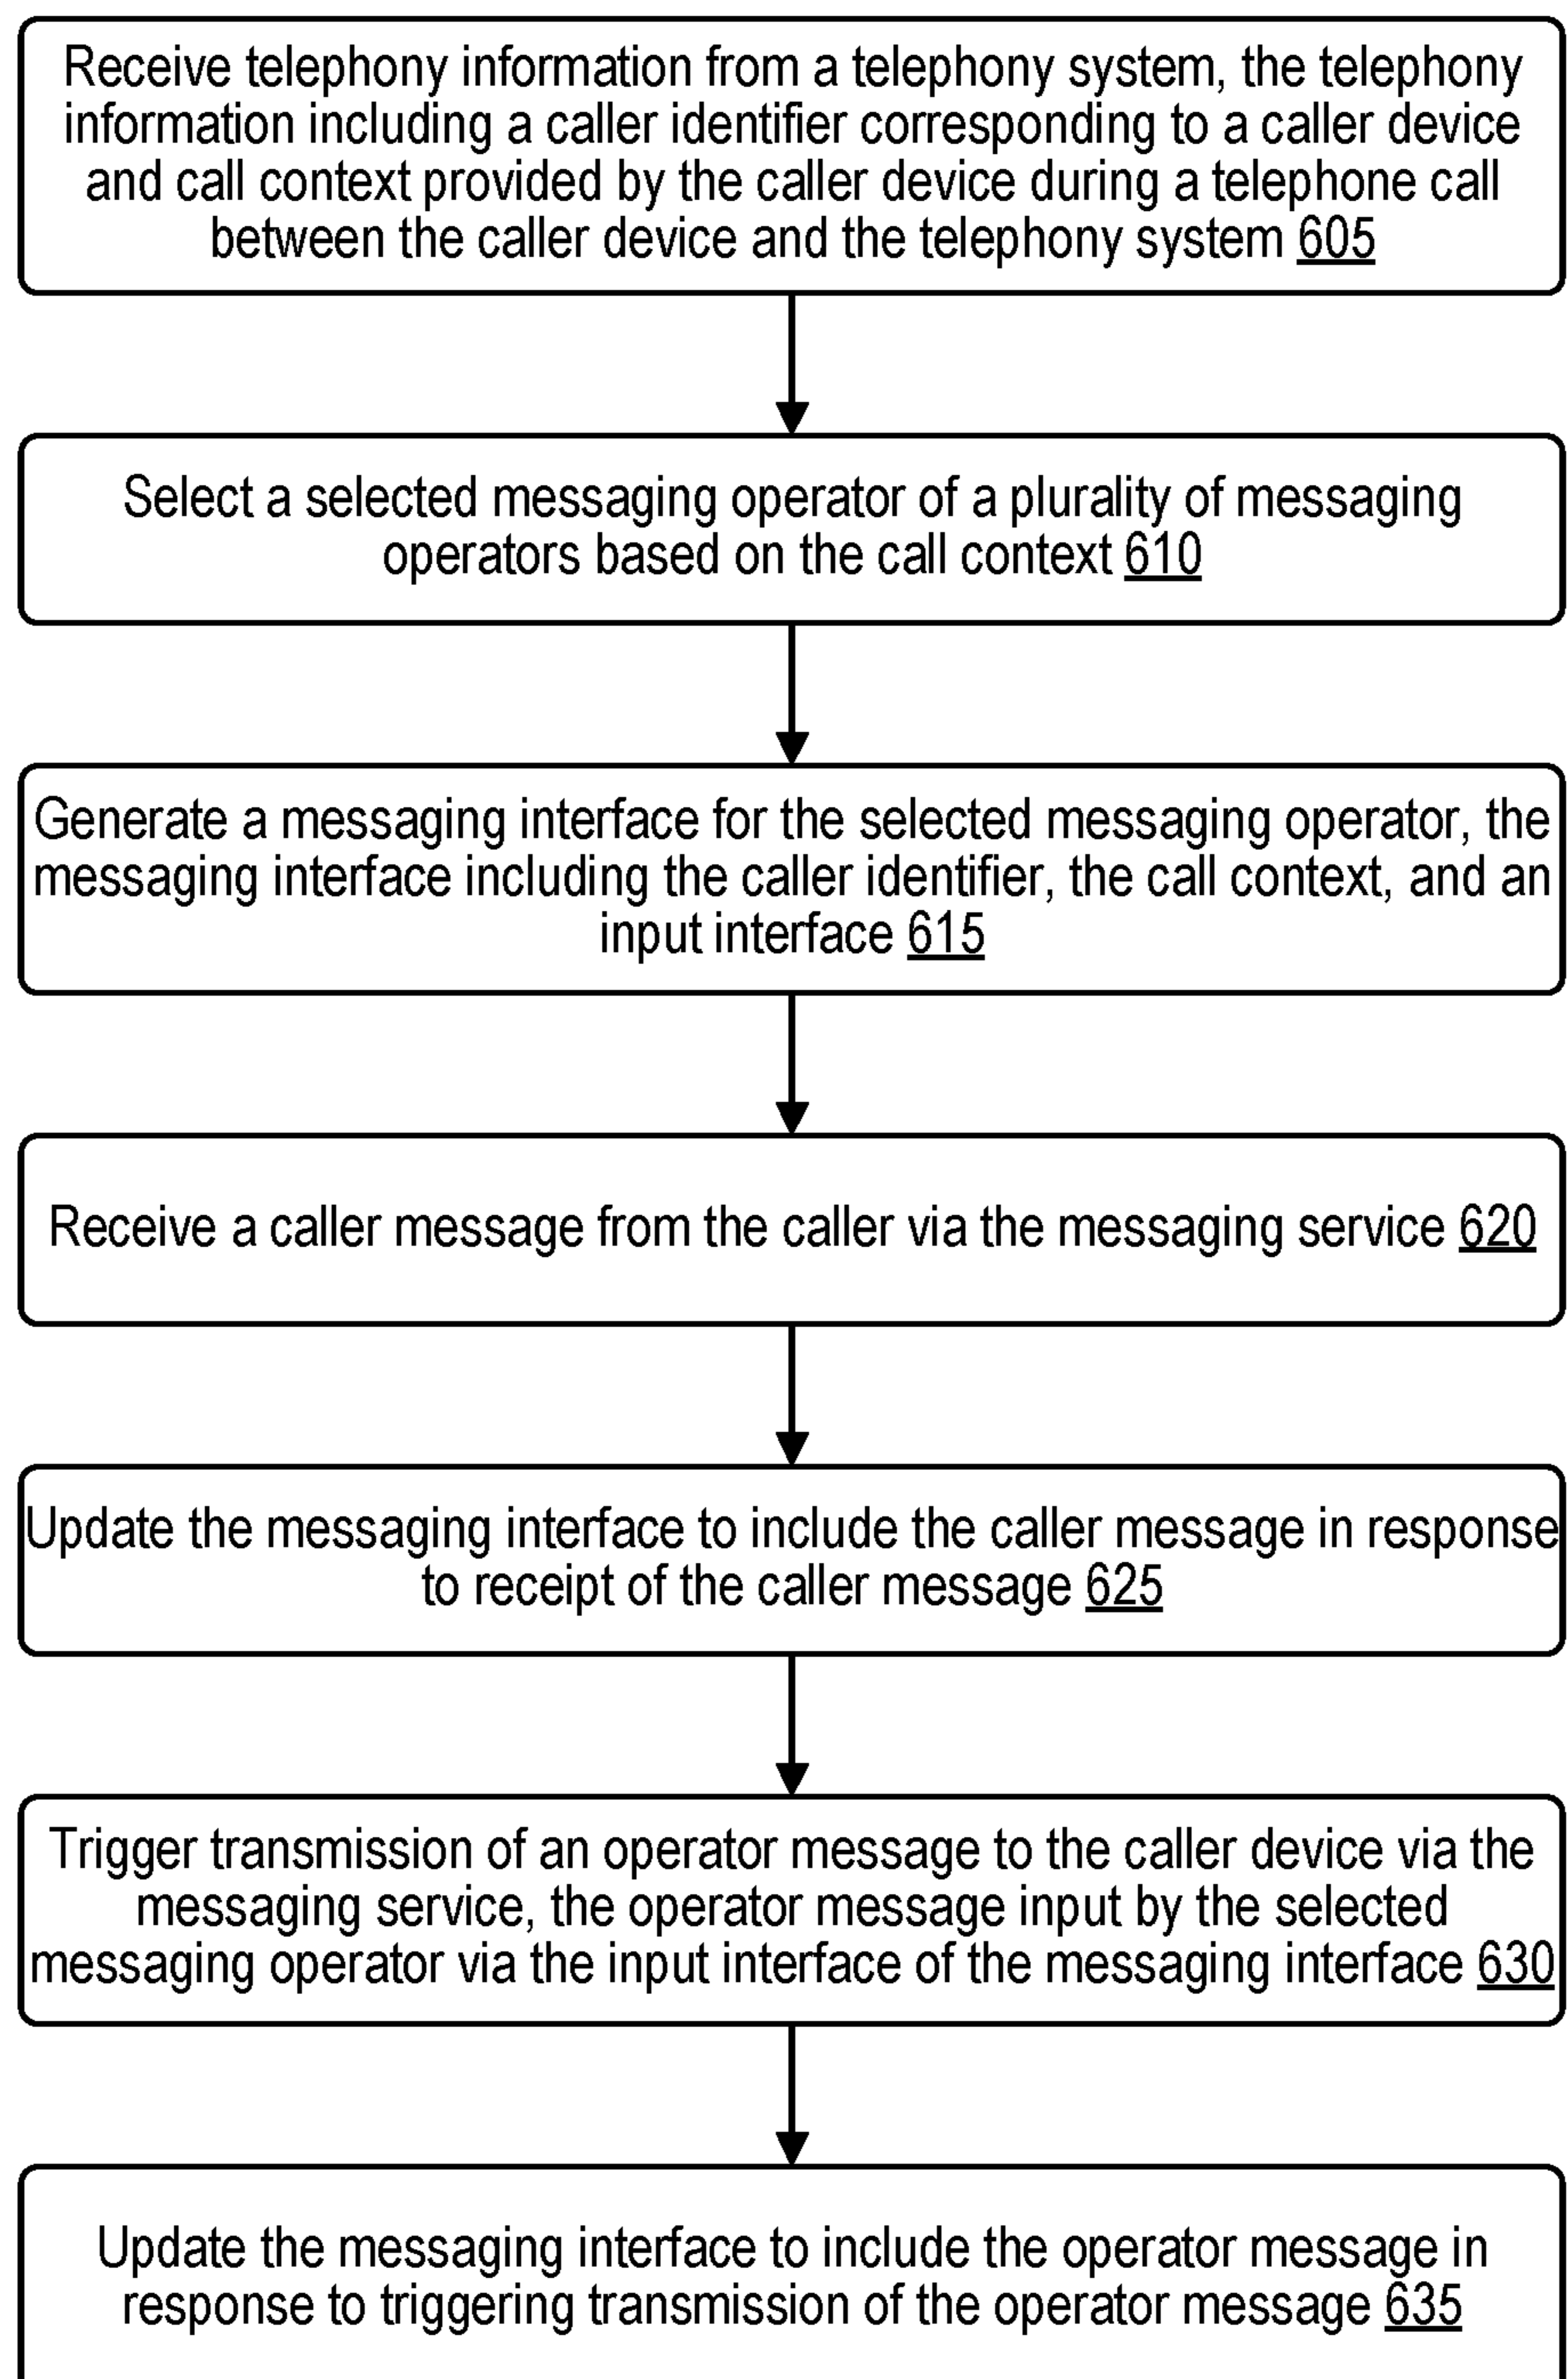 Receive telephony information from a telephony system, the telephony
information including a caller identifier corresponding to a caller device
and call context provided by the caller device during a telephone call
between the caller device and the telephony system 605
Select a selected messaging operator of a plurality of messaging
operators based on the call context 610
Generate a messaging interface for the selected messaging operator, the
messaging interface including the caller identifier, the call context, and an
input interface 615
Receive a caller message from the caller via the messaging service 620
Update the messaging interface to include the caller message in response
to receipt of the caller message 625
Trigger transmission of an operator message to the caller device via the
messaging service, the operator message input by the selected
messaging operator via the input interface of the messaging interface 630
Update the messaging interface to include the operator message in
response to triggering transmission of the operator message 635